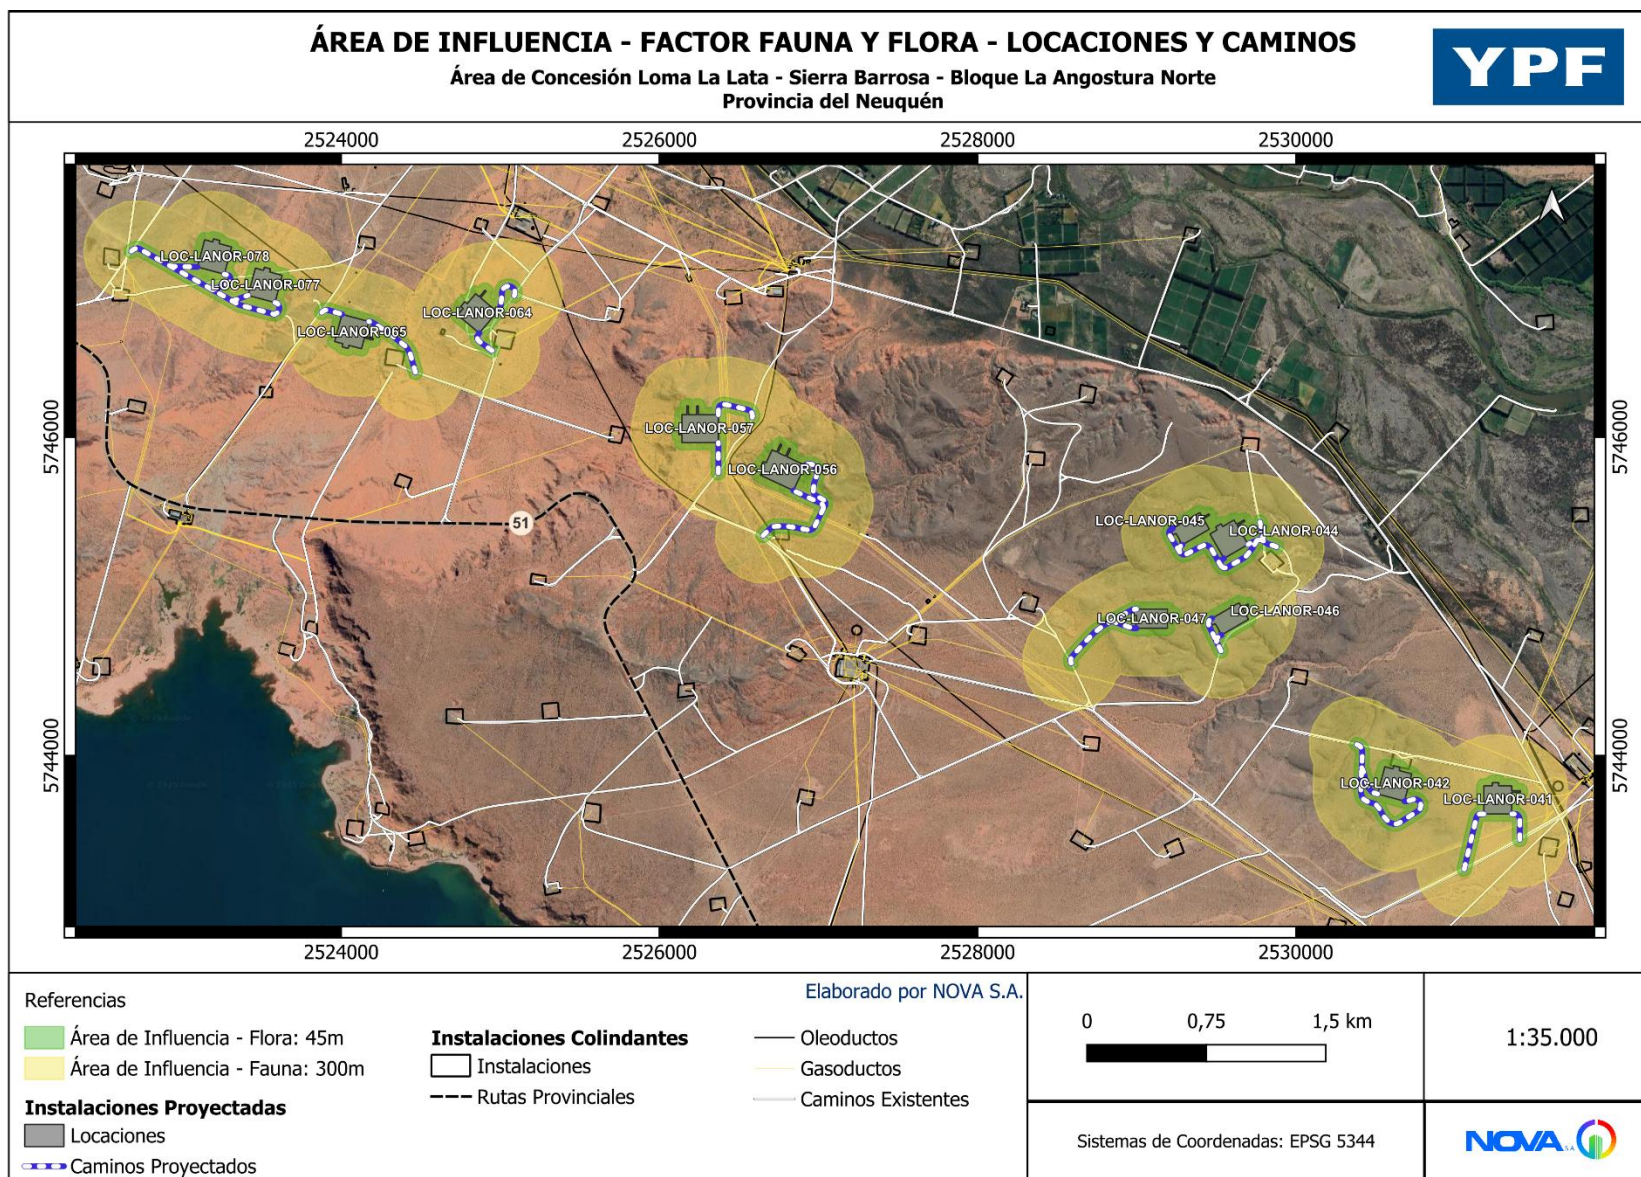 ÁREA DE INFLUENCIA - FACTOR FAUNA Y FLORA - LOCACIONES Y CAMINOS
Área de Concesión Loma La Lata - Sierra Barrosa - Bloque La Angostura Norte
Provincia del Neuquén
YPF
2524000
2526000
2528000
2530000
5746000
5746000
5744000
5744000
LOC-LANOR-078
LOC-LANOR-077
LOC-LANOR-065
LOC-LANOR-064
LOC-LANOR-057
LOC-LANOR-056
51
LOC-LANOR-045
LOC-LANOR-044
LOC-LANOR-047
LOC-LANOR-046
LOC-LANOR-042
LOC-LANOR-041
2524000
2526000
2528000
2530000
Referencias
Área de Influencia - Flora: 45m
Área de Influencia - Fauna: 300m
Instalaciones Proyectadas
Locaciones
Caminos Proyectados
Instalaciones Colindantes
Instalaciones
Rutas Provinciales
Elaborado por NOVA S.A.
Oleoductos
Gasoductos
Caminos Existentes
0 0,75 1,5 km
1:35.000
Sistemas de Coordenadas: EPSG 5344
NOVA S.A